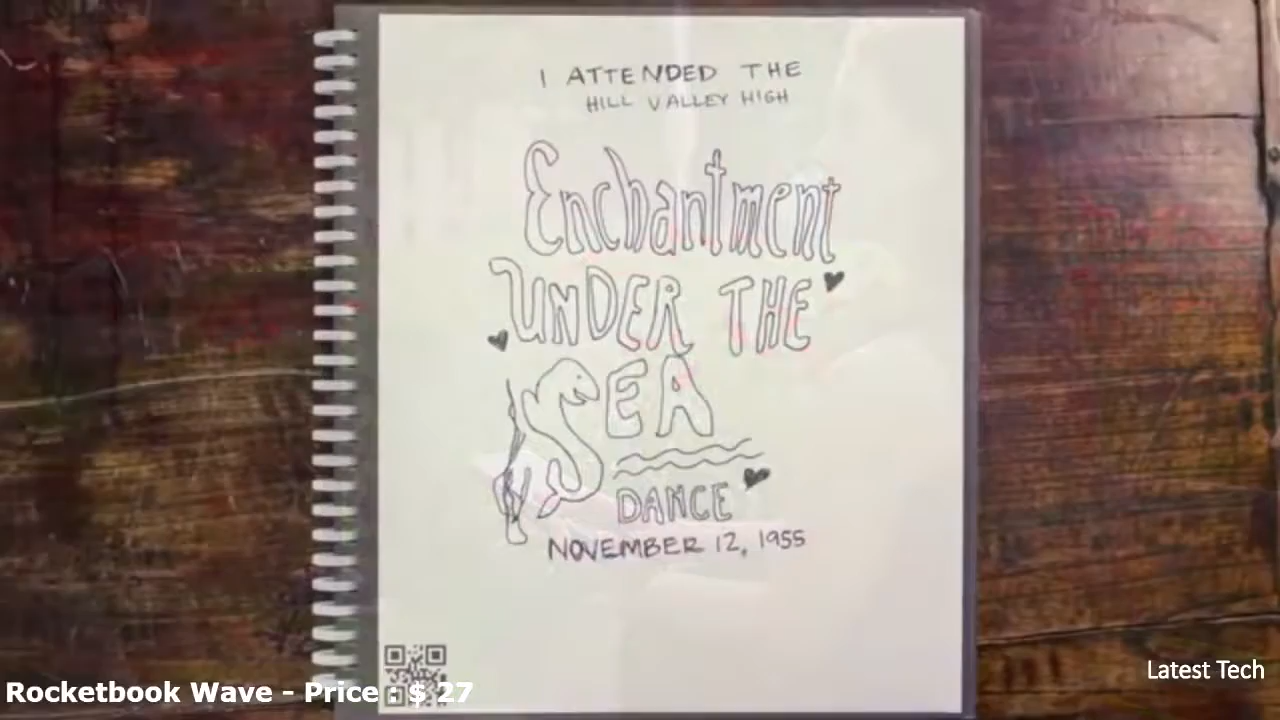 I ATTENDED THE
HILL VALLEY HIGH
Enchantment
UNDER THE
SEA
DANCE
NOVEMBER 12, 1955
Rocketbook Wave - Price : $ 27
Latest Tech